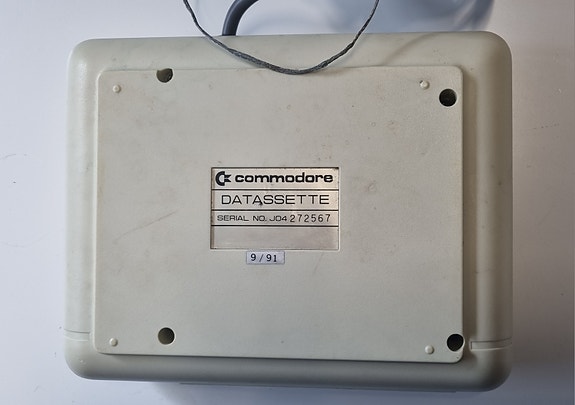 commodore
DATASSETTE
SERIAL NO. J04 272567
9/91